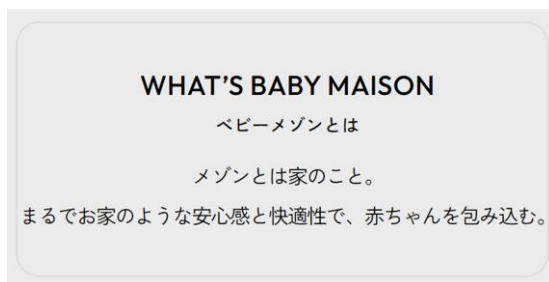 WHAT’S BABY MAISON
ベビーメゾンとは
メゾンとは家のこと。
まるでお家のような安心感と快適性で、赤ちゃんを包み込む。